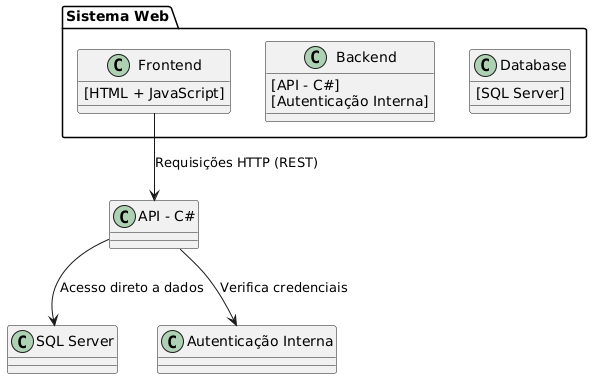 Sistema Web
C Frontend
[HTML + JavaScript]
C Backend
[API - C#]
[Autenticação Interna]
C Database
[SQL Server]
Requisições HTTP (REST)
C API - C#
Acesso direto a dados
Verifica credenciais
C SQL Server
C Autenticação Interna